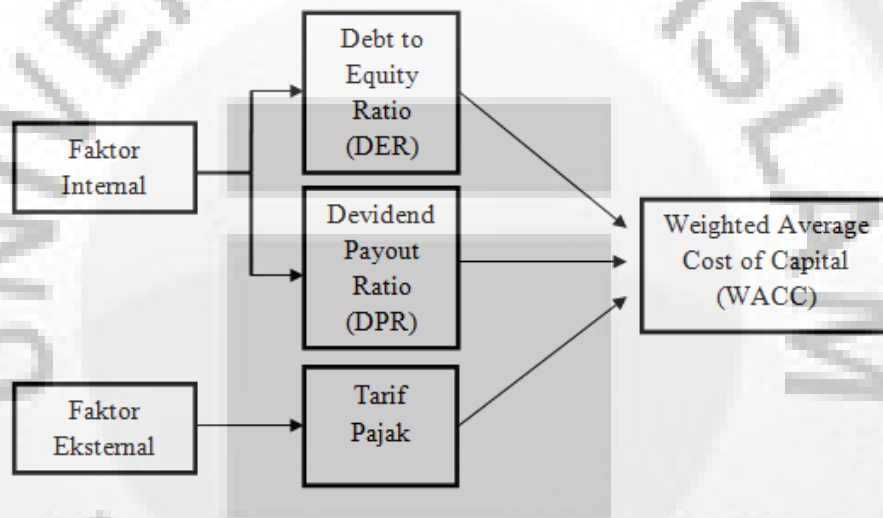 Debt to
Equity
Ratio
(DER)
Faktor
Internal
Devidend
Payout
Ratio
(DPR)
Weighted Average
Cost of Capital
(WACC)
Faktor
Eksternal
Tarif
Pajak
ISLAM